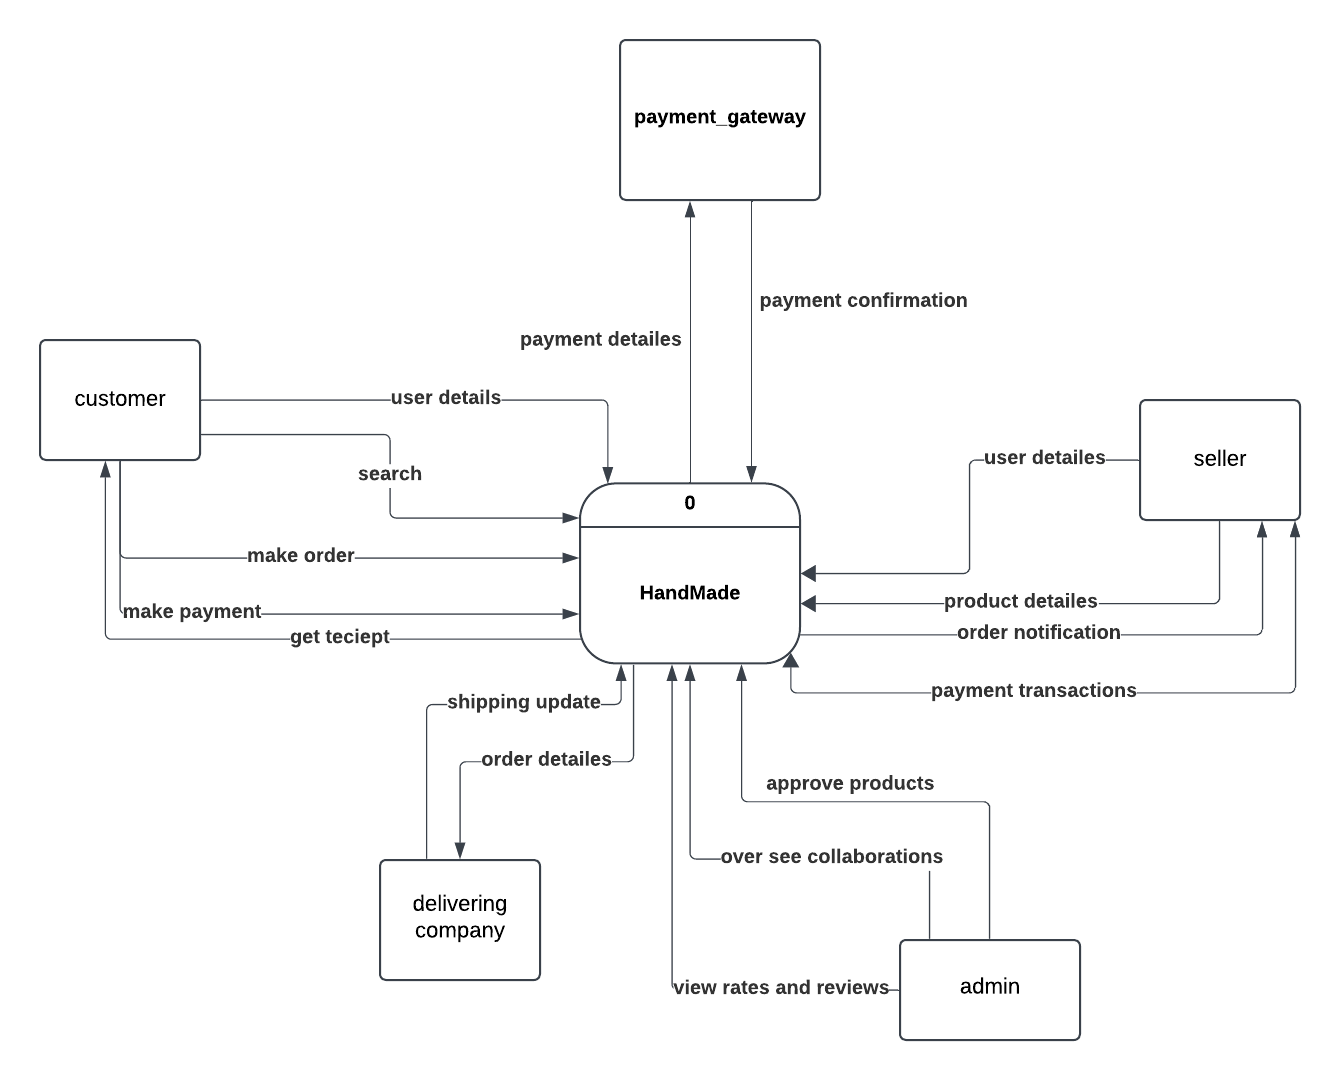 payment_gateway
payment confirmation
payment detailes
customer
user details
search
seller
user detailes
0
HandMade
make order
make payment
get teciept
product detailes
order notification
payment transactions
shipping update
order detailes
approve products
over see collaborations
delivering
company
view rates and reviews
admin